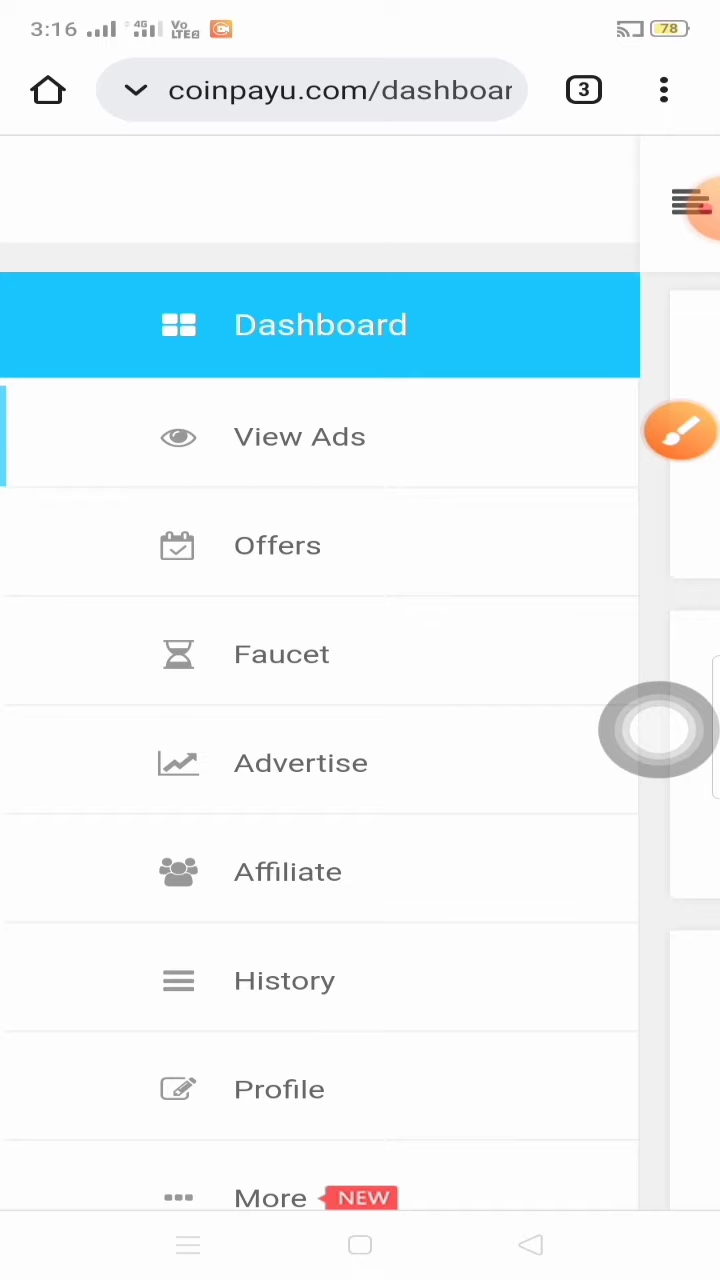 3:16 4G Vo LTE2 78
coinpayu.com/dashboar 3
Dashboard
View Ads
Offers
Faucet
Advertise
Affiliate
History
Profile
More NEW